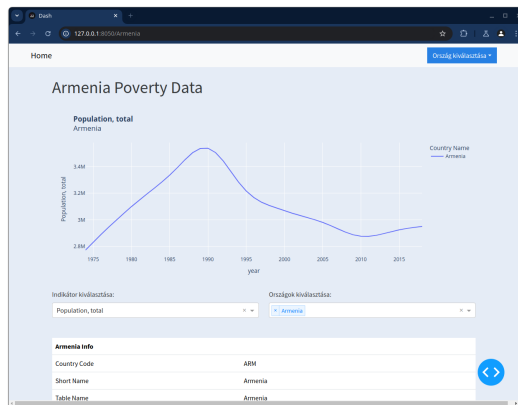 Dash
127.0.0.1:8050/Armenia
Home
Ország kiválasztása
Armenia Poverty Data
Population, total
Armenia
Country Name
Armenia
3.4M
3.2M
3M
2.8M
Population, total
1975 1980 1985 1990 1995 2000 2005 2010 2015
year
Indikátor kiválasztása: Országok kiválasztása:
Population, total × × Armenia ×
Armenia Info
Country Code ARM
Short Name Armenia
Table Name Armenia